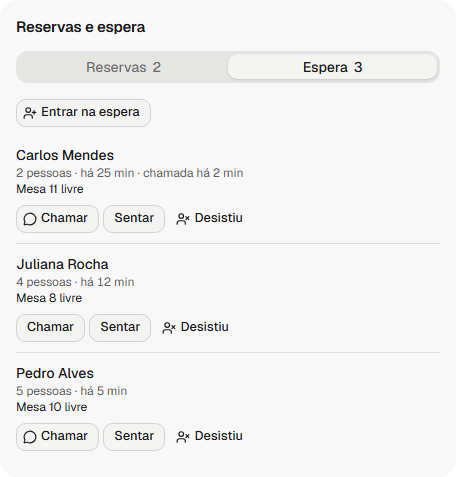 Reservas e espera
Reservas 2
Espera 3
Entrar na espera
Carlos Mendes
2 pessoas · há 25 min · chamada há 2 min
Mesa 11 livre
Chamar Sentar Desistiu
Juliana Rocha
4 pessoas · há 12 min
Mesa 8 livre
Chamar Sentar Desistiu
Pedro Alves
5 pessoas · há 5 min
Mesa 10 livre
Chamar Sentar Desistiu